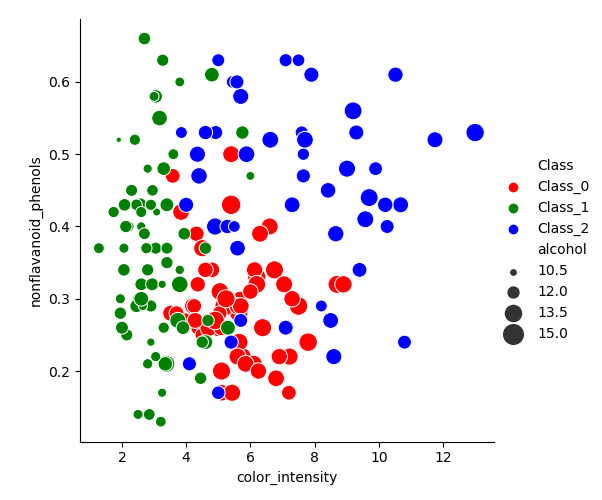 0.6
0.5
0.4
0.3
0.2
nonflavanoid_phenols
2 4 6 8 10 12
color_intensity
Class
Class_0
Class_1
Class_2
alcohol
10.5
12.0
13.5
15.0